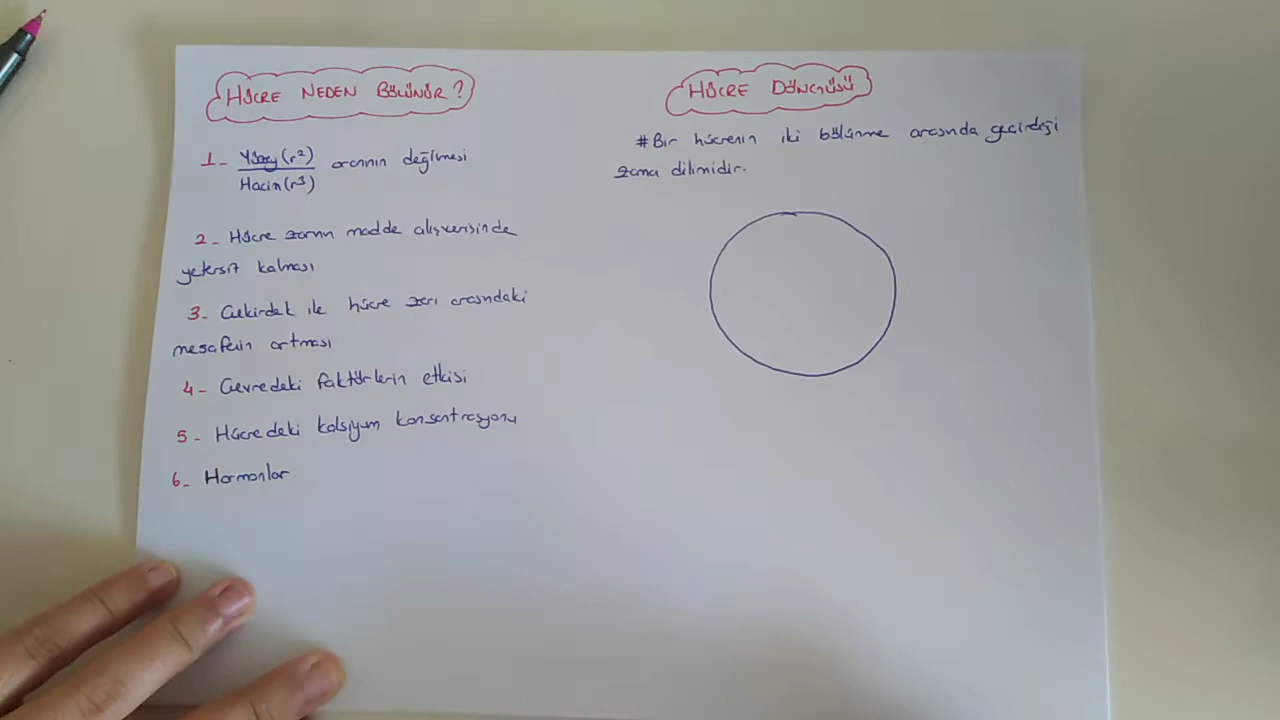 HÜCRE NEDEN BÖLÜNÜR?
1- Yüzey (r²)
Hacim (r³)
oranının değişmesi
2- Hücre zarının madde alışverişinde
yetersiz kalması
3- Çekirdek ile hücre zarı arasındaki
mesafenin artması
4- Çevredeki faktörlerin etkisi
5- Hücredeki kalsiyum konsantrasyonu
6- Hormonlar
HÜCRE DÖNGÜSÜ
#Bir hücrenin iki bölünme arasında geçirdiği
zama dilimidir.